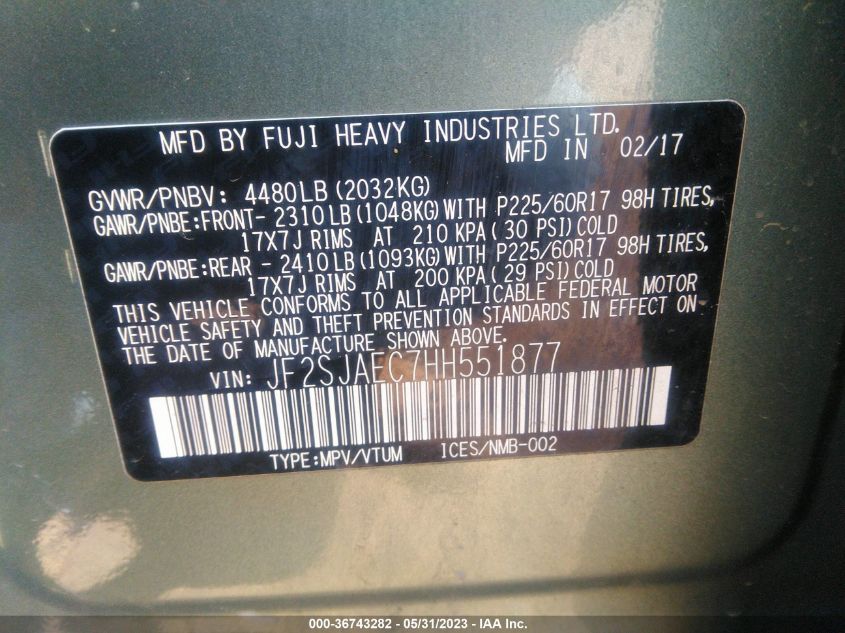 MFD BY FUJI HEAVY INDUSTRIES LTD.
MFD IN 02/17
GVWR/PNBV: 4480LB(2032KG)
GAWR/PNBE:FRONT- 2310LB(1048KG)WITH P225/60R17 98H TIRES,
17X7J RIMS AT 210 KPA( 30 PSI)COLD
GAWR/PNBE:REAR - 2410LB(1093KG)WITH P225/60R17 98H TIRES,
17X7J RIMS AT 200 KPA( 29 PSI)COLD
THIS VEHICLE CONFORMS TO ALL APPLICABLE FEDERAL MOTOR
VEHICLE SAFETY AND THEFT PREVENTION STANDARDS IN EFFECT ON
THE DATE OF MANUFACTURE SHOWN ABOVE.
VIN: JF2SJAEC7HH551877
TYPE:MPV/VTUM ICES/NMB-002
000-36743282 - 05/31/2023 - IAA Inc.